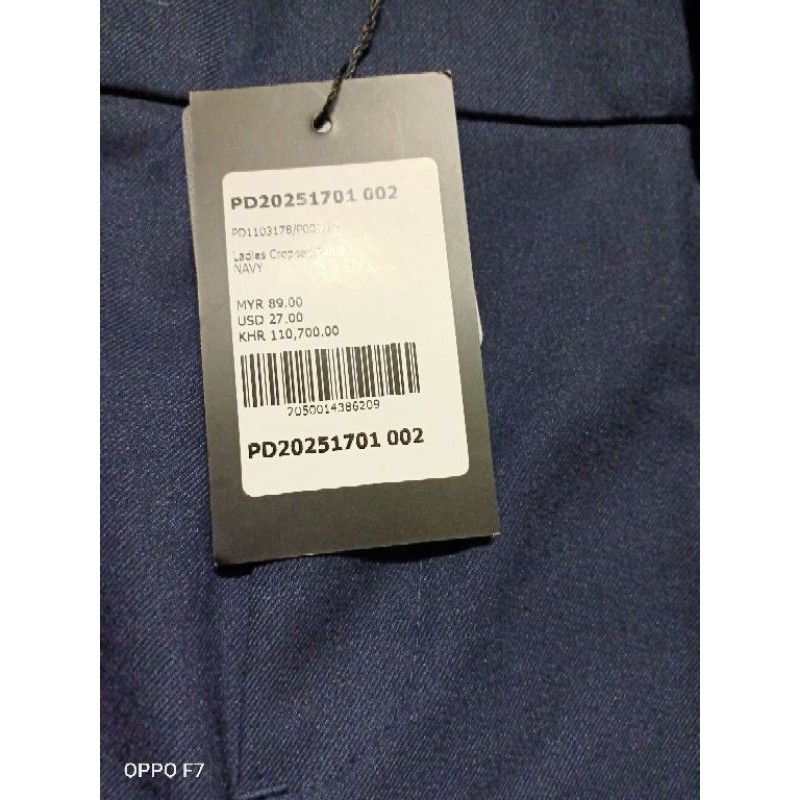 PD20251701 002
Ladies Cropped
NAVY
MYR 89.00
USD 27.00
KHR 110,700.00
2050014386209
PD20251701 002
OPPO F7